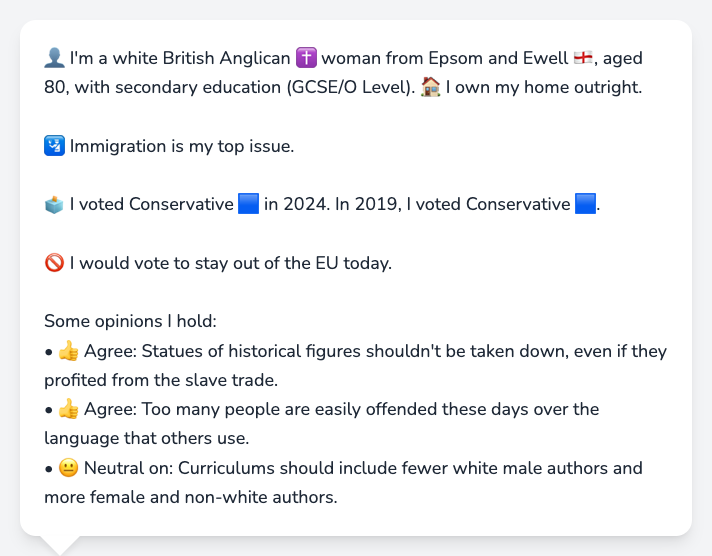 👤 I'm a white British Anglican ✝️ woman from Epsom and Ewell 🏴󠁧󠁢󠁥󠁮󠁧󠁿, aged
80, with secondary education (GCSE/O Level). 🏠 I own my home outright.
🛂 Immigration is my top issue.
🗳️ I voted Conservative 🟦 in 2024. In 2019, I voted Conservative 🟦.
🚫 I would vote to stay out of the EU today.
Some opinions I hold:
• 👍 Agree: Statues of historical figures shouldn't be taken down, even if they
profited from the slave trade.
• 👍 Agree: Too many people are easily offended these days over the
language that others use.
• 😐 Neutral on: Curriculums should include fewer white male authors and
more female and non-white authors.